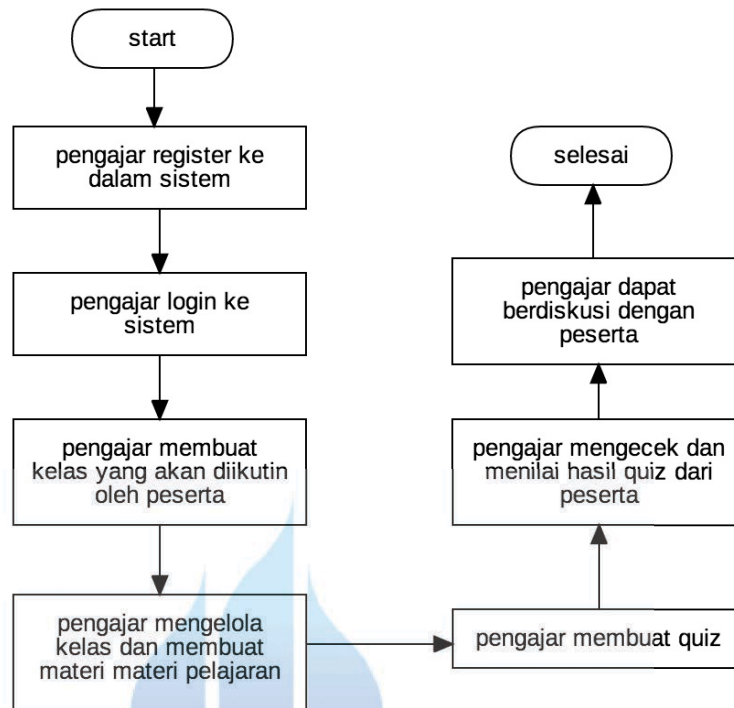 start
pengajar register ke
dalam sistem
pengajar login ke
sistem
pengajar membuat
kelas yang akan diikutin
oleh peserta
pengajar mengelola
kelas dan membuat
materi materi pelajaran
pengajar membuat quiz
pengajar mengecek dan
menilai hasil quiz dari
peserta
pengajar dapat
berdiskusi dengan
peserta
selesai